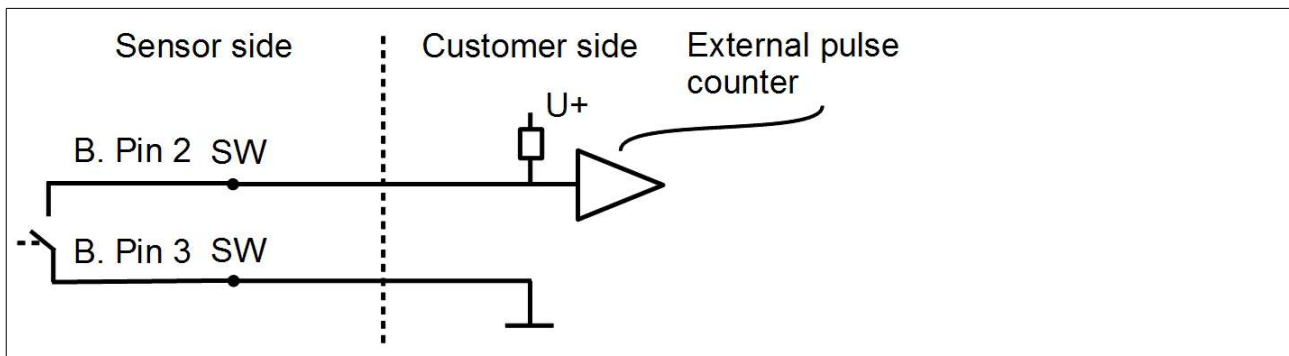 Sensor side
Customer side
External pulse
counter
U+
B. Pin 2 SW
B. Pin 3 SW